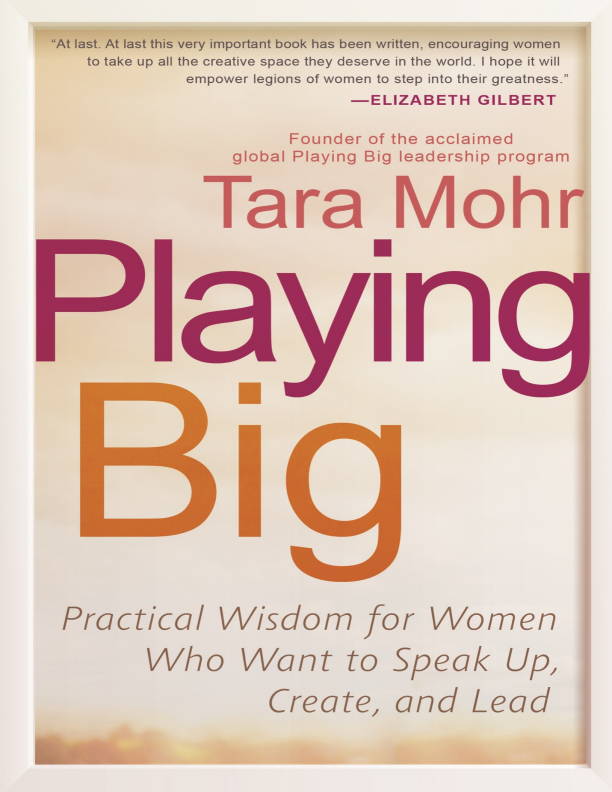 “At last. At last this very important book has been written, encouraging women
to take up all the creative space they deserve in the world. I hope it will
empower legions of women to step into their greatness.”
—ELIZABETH GILBERT
Founder of the acclaimed
global Playing Big leadership program
Tara Mohr
Playing
Big
Practical Wisdom for Women
Who Want to Speak Up,
Create, and Lead